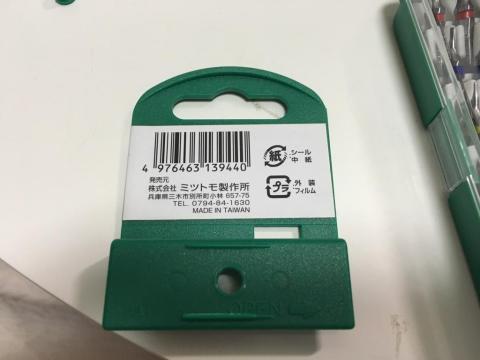 4 976463 139440
発売元
株式会社 ミツトモ製作所
兵庫県三木市別所町小林 657-75
TEL. 0794-84-1630
MADE IN TAIWAN
紙 シール
中 紙
プラ 外 装
フィルム
OPEN